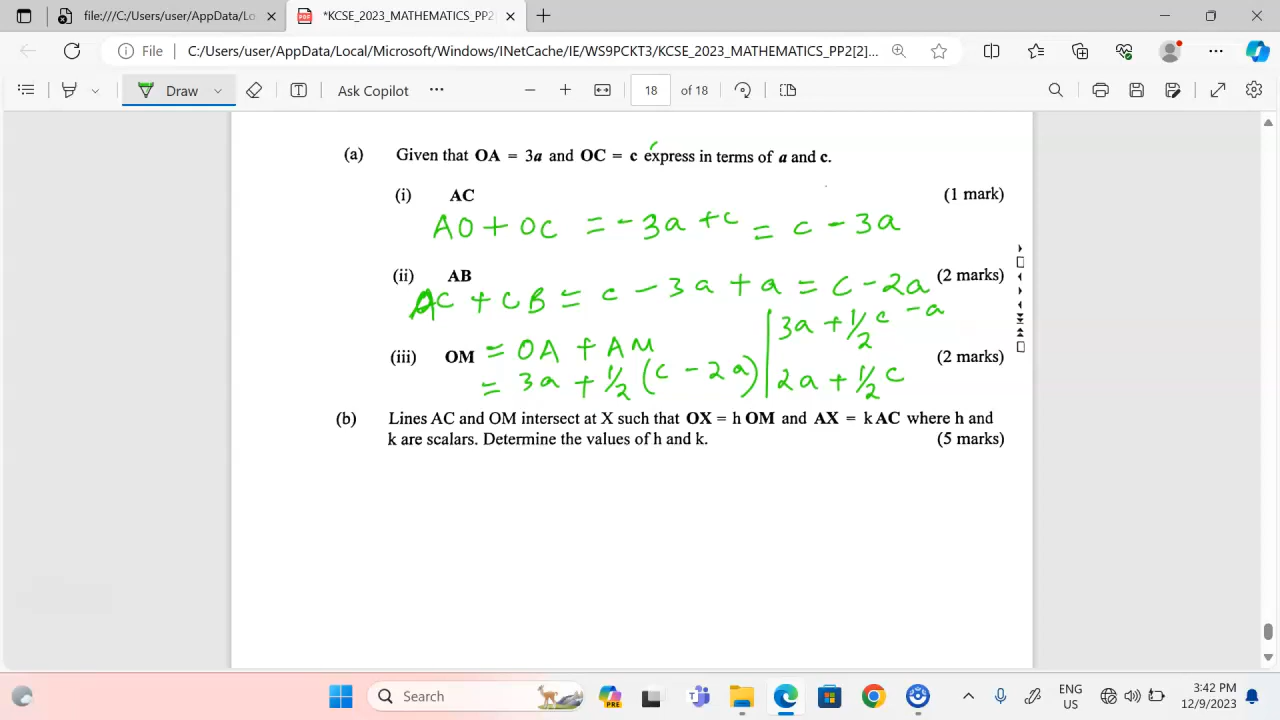 file:///C:/Users/user/AppData/Lo
*KCSE_2023_MATHEMATICS_PP2
File
C:/Users/user/AppData/Local/Microsoft/Windows/INetCache/IE/WS9PCKT3/KCSE_2023_MATHEMATICS_PP2[2]...
Draw
Ask Copilot
18 of 18
(a) Given that OA = 3a and OC = c express in terms of a and c.
(i) AC (1 mark)
AO + OC = -3a + c = c - 3a
(ii) AB (2 marks)
AC + CB = c - 3a + a = c - 2a
3a + 1/2 c - a
(iii) OM = OA + AM (2 marks)
= 3a + 1/2 (c - 2a) 2a + 1/2 c
(b) Lines AC and OM intersect at X such that OX = h OM and AX = k AC where h and
k are scalars. Determine the values of h and k. (5 marks)
Search
PRE
ENG
US
3:42 PM
12/9/2023